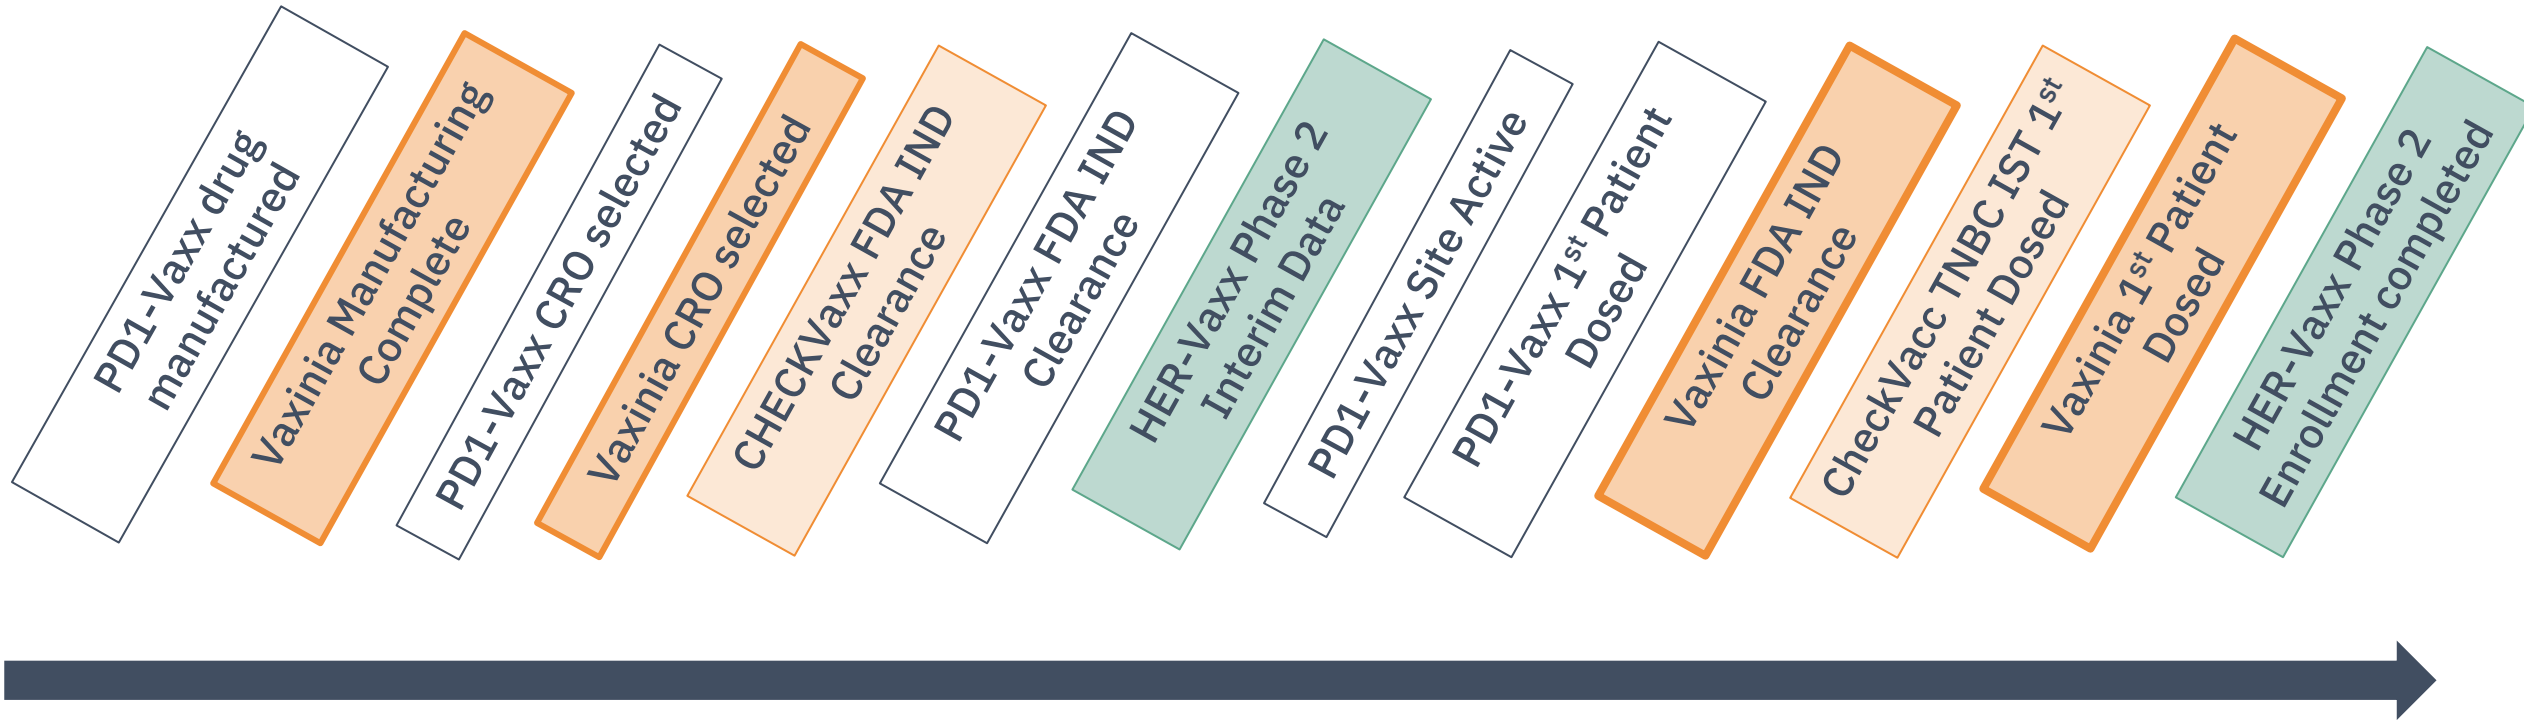 PD1-Vaxx drug
manufactured
Vaxinia Manufacturing
Complete
PD1-Vaxx CRO selected
Vaxinia CRO selected
CHECKVaxx FDA IND
Clearance
PD1-Vaxx FDA IND
Clearance
HER-Vaxx Phase 2
Interim Data
PD1-Vaxx Site Active
PD1-Vaxx 1st Patient
Dosed
Vaxinia FDA IND
Clearance
CheckVacc TNBC IST 1st
Patient Dosed
Vaxinia 1st Patient
Dosed
HER-Vaxx Phase 2
Enrollment completed